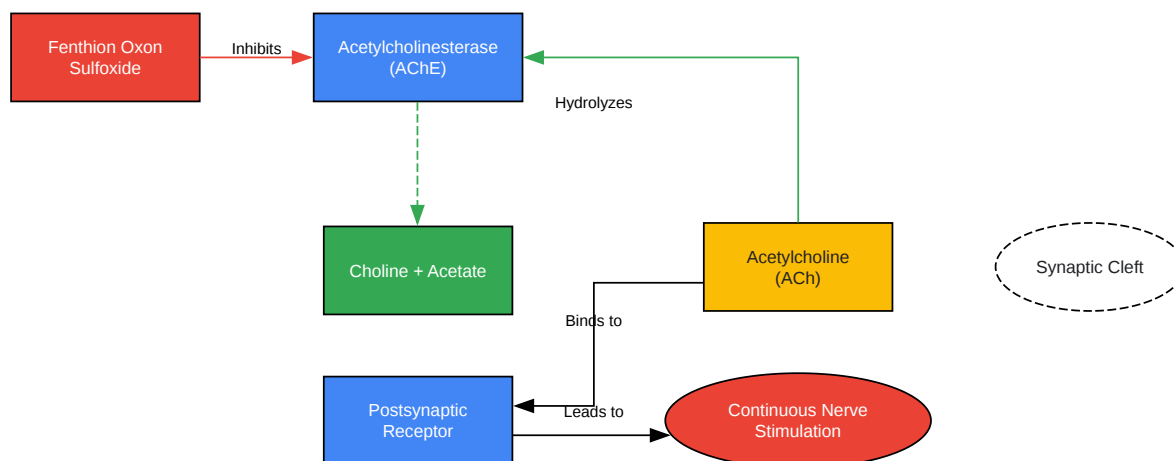 Fenthion Oxon
Sulfoxide
Inhibits
Acetylcholinesterase
(AChE)
Hydrolyzes
Choline + Acetate
Acetylcholine
(ACh)
Synaptic Cleft
Binds to
Postsynaptic
Receptor
Leads to
Continuous Nerve
Stimulation